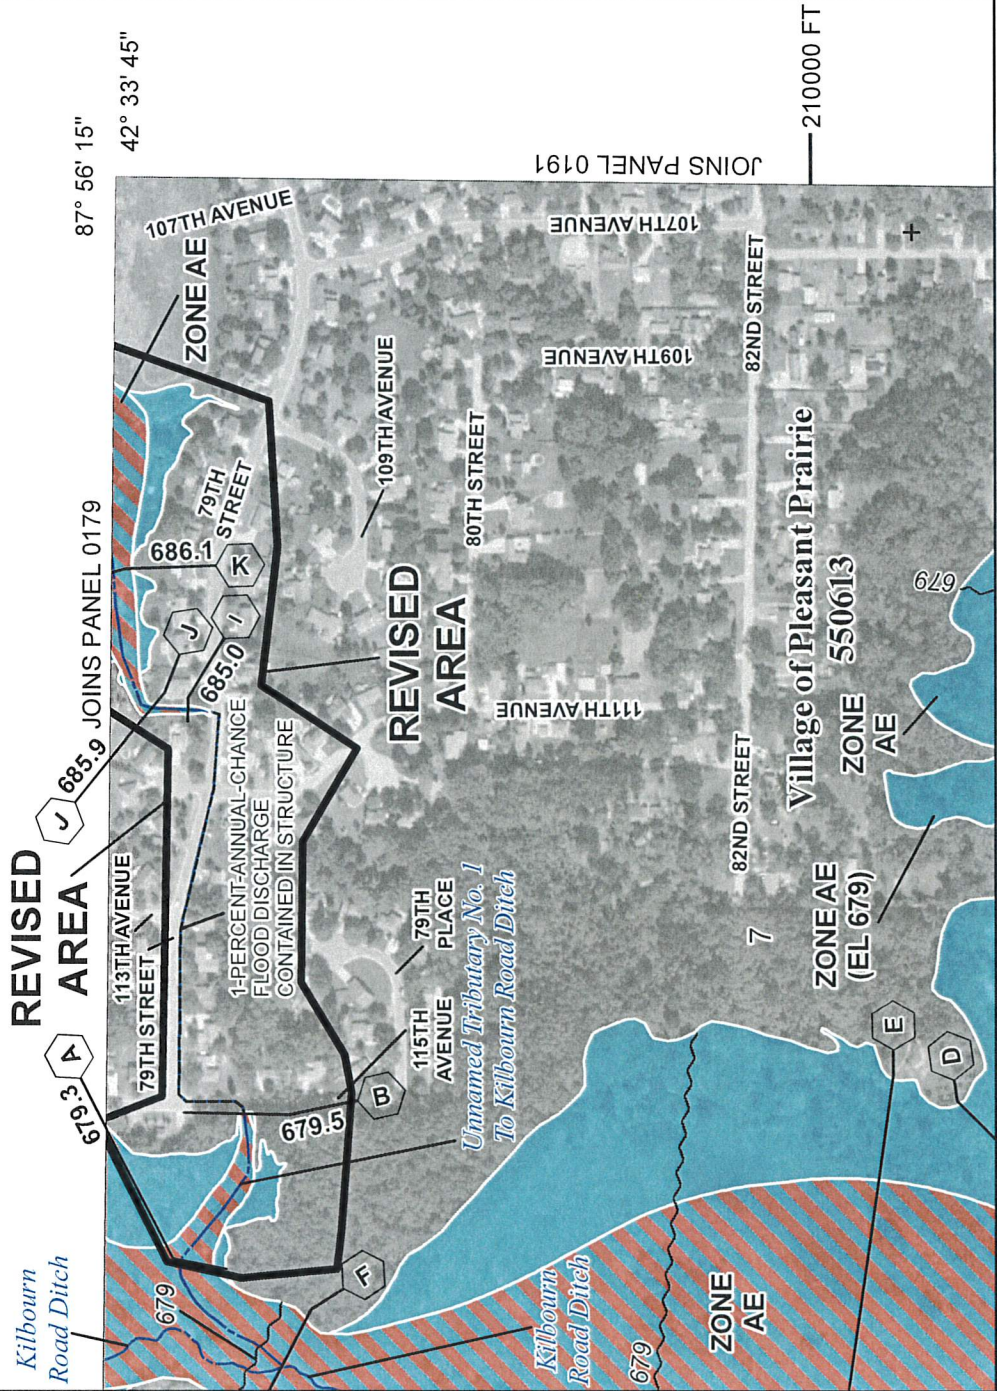 87° 56' 15"
42° 33' 45"
JOINS PANEL 0191
210000 FT
107TH AVENUE
ZONE AE
107TH AVENUE
82ND STREET
109TH AVENUE
109TH AVENUE
80TH STREET
JOINS PANEL 0179
79TH
STREET
686.1
K
J
I
685.0
REVISED
AREA
111TH AVENUE
Village of Pleasant Prairie
550613
679
ZONE
AE
82ND STREET
REVISED
AREA
J
685.9
113TH AVENUE
79TH STREET
1-PERCENT-ANNUAL-CHANCE
FLOOD DISCHARGE
CONTAINED IN STRUCTURE
79TH
PLACE
115TH
AVENUE
Unnamed Tributary No. 1
To Kilbourn Road Ditch
7
ZONE AE
(EL 679)
A
679.3
679.5
B
E
D
F
Kilbourn
Road Ditch
679
Kilbourn
Road Ditch
679
ZONE
AE